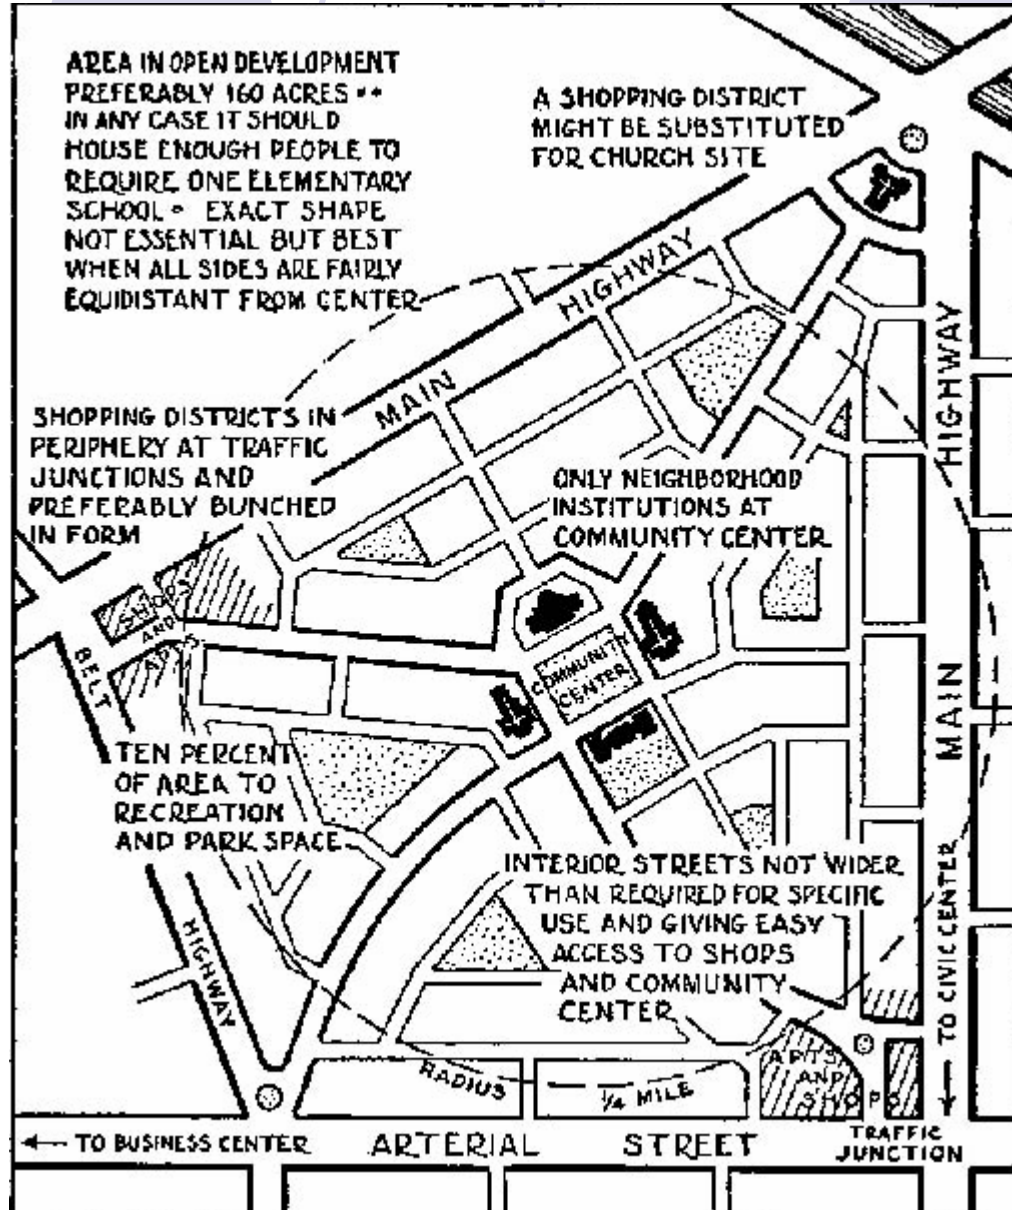 AREA IN OPEN DEVELOPMENT
PREFERABLY 160 ACRES **
IN ANY CASE IT SHOULD
HOUSE ENOUGH PEOPLE TO
REQUIRE ONE ELEMENTARY
SCHOOL • EXACT SHAPE
NOT ESSENTIAL BUT BEST
WHEN ALL SIDES ARE FAIRLY
EQUIDISTANT FROM CENTER
A SHOPPING DISTRICT
MIGHT BE SUBSTITUTED
FOR CHURCH SITE
MAIN HIGHWAY
HIGHWAY
MAIN
SHOPPING DISTRICTS IN
PERIPHERY AT TRAFFIC
JUNCTIONS AND
PREFERABLY BUNCHED
IN FORM
ONLY NEIGHBORHOOD
INSTITUTIONS AT
COMMUNITY CENTER
SHOPS
AND
APTS
BELT
HIGHWAY
COMMUNITY
CENTER
TEN PERCENT
OF AREA TO
RECREATION
AND PARK SPACE
INTERIOR STREETS NOT WIDER
THAN REQUIRED FOR SPECIFIC
USE AND GIVING EASY
ACCESS TO SHOPS
AND COMMUNITY
CENTER
TO CIVIC CENTER
RADIUS 1/4 MILE
APTS
AND
SHOPS
TO BUSINESS CENTER
ARTERIAL STREET
TRAFFIC
JUNCTION